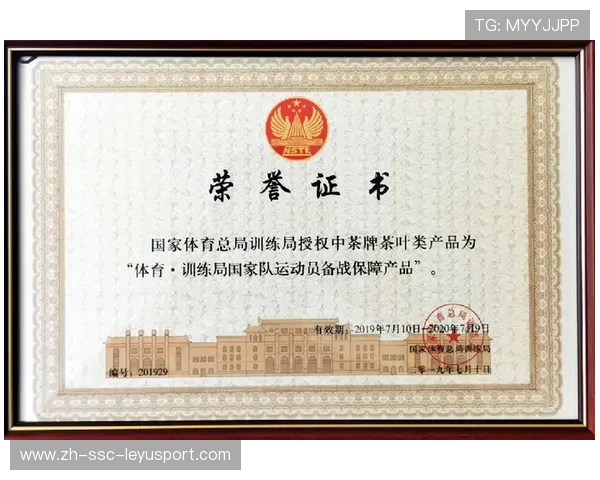 TG: MYYJJPP
NSTC
荣誉证书
国家体育总局训练局授权中茶牌茶叶类产品为
“体育·训练局国家队运动员备战保障产品”。
有效期：2019年7月10日—2020年7月19日
国家体育总局训练局
编号：201929
二〇一九年七月十日
www.zh-ssc-leyusport.com